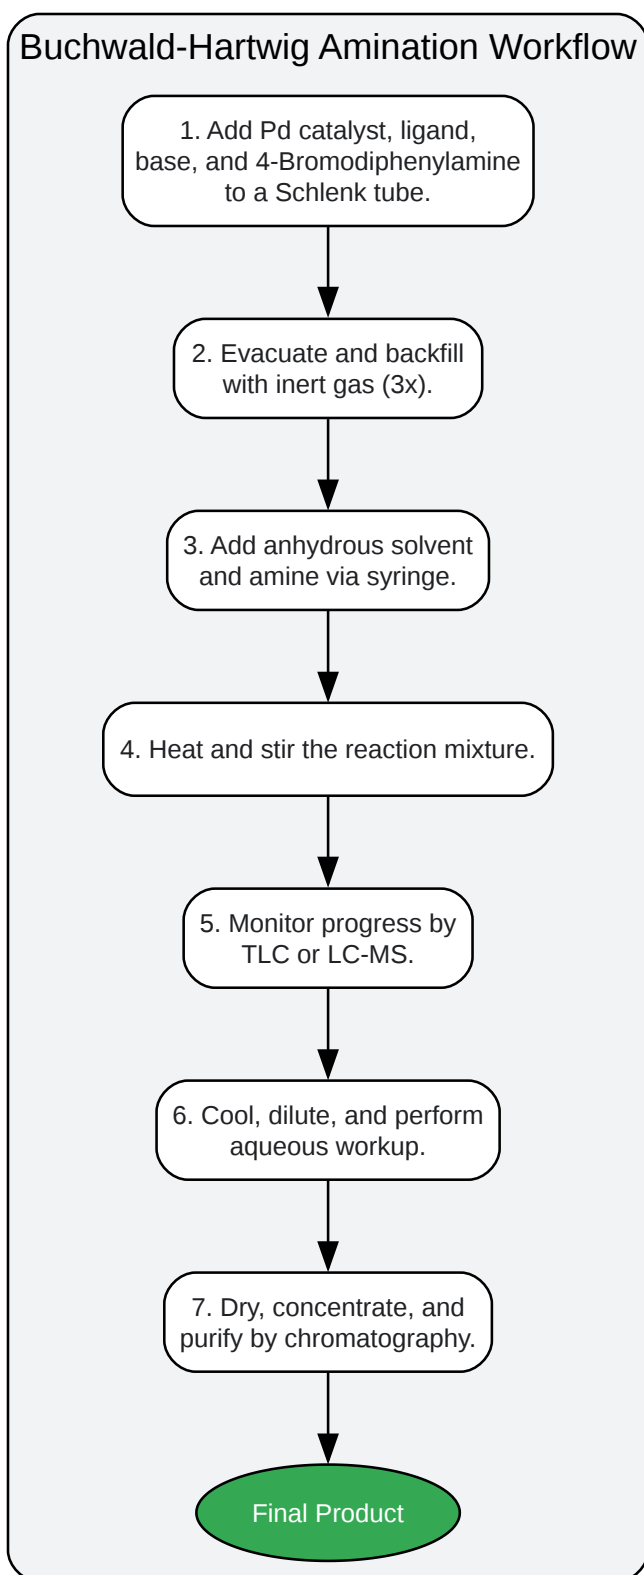 Buchwald-Hartwig Amination Workflow
1. Add Pd catalyst, ligand,
base, and 4-Bromodiphenylamine
to a Schlenk tube.
2. Evacuate and backfill
with inert gas (3x).
3. Add anhydrous solvent
and amine via syringe.
4. Heat and stir the reaction mixture.
5. Monitor progress by
TLC or LC-MS.
6. Cool, dilute, and perform
aqueous workup.
7. Dry, concentrate, and
purify by chromatography.
Final Product